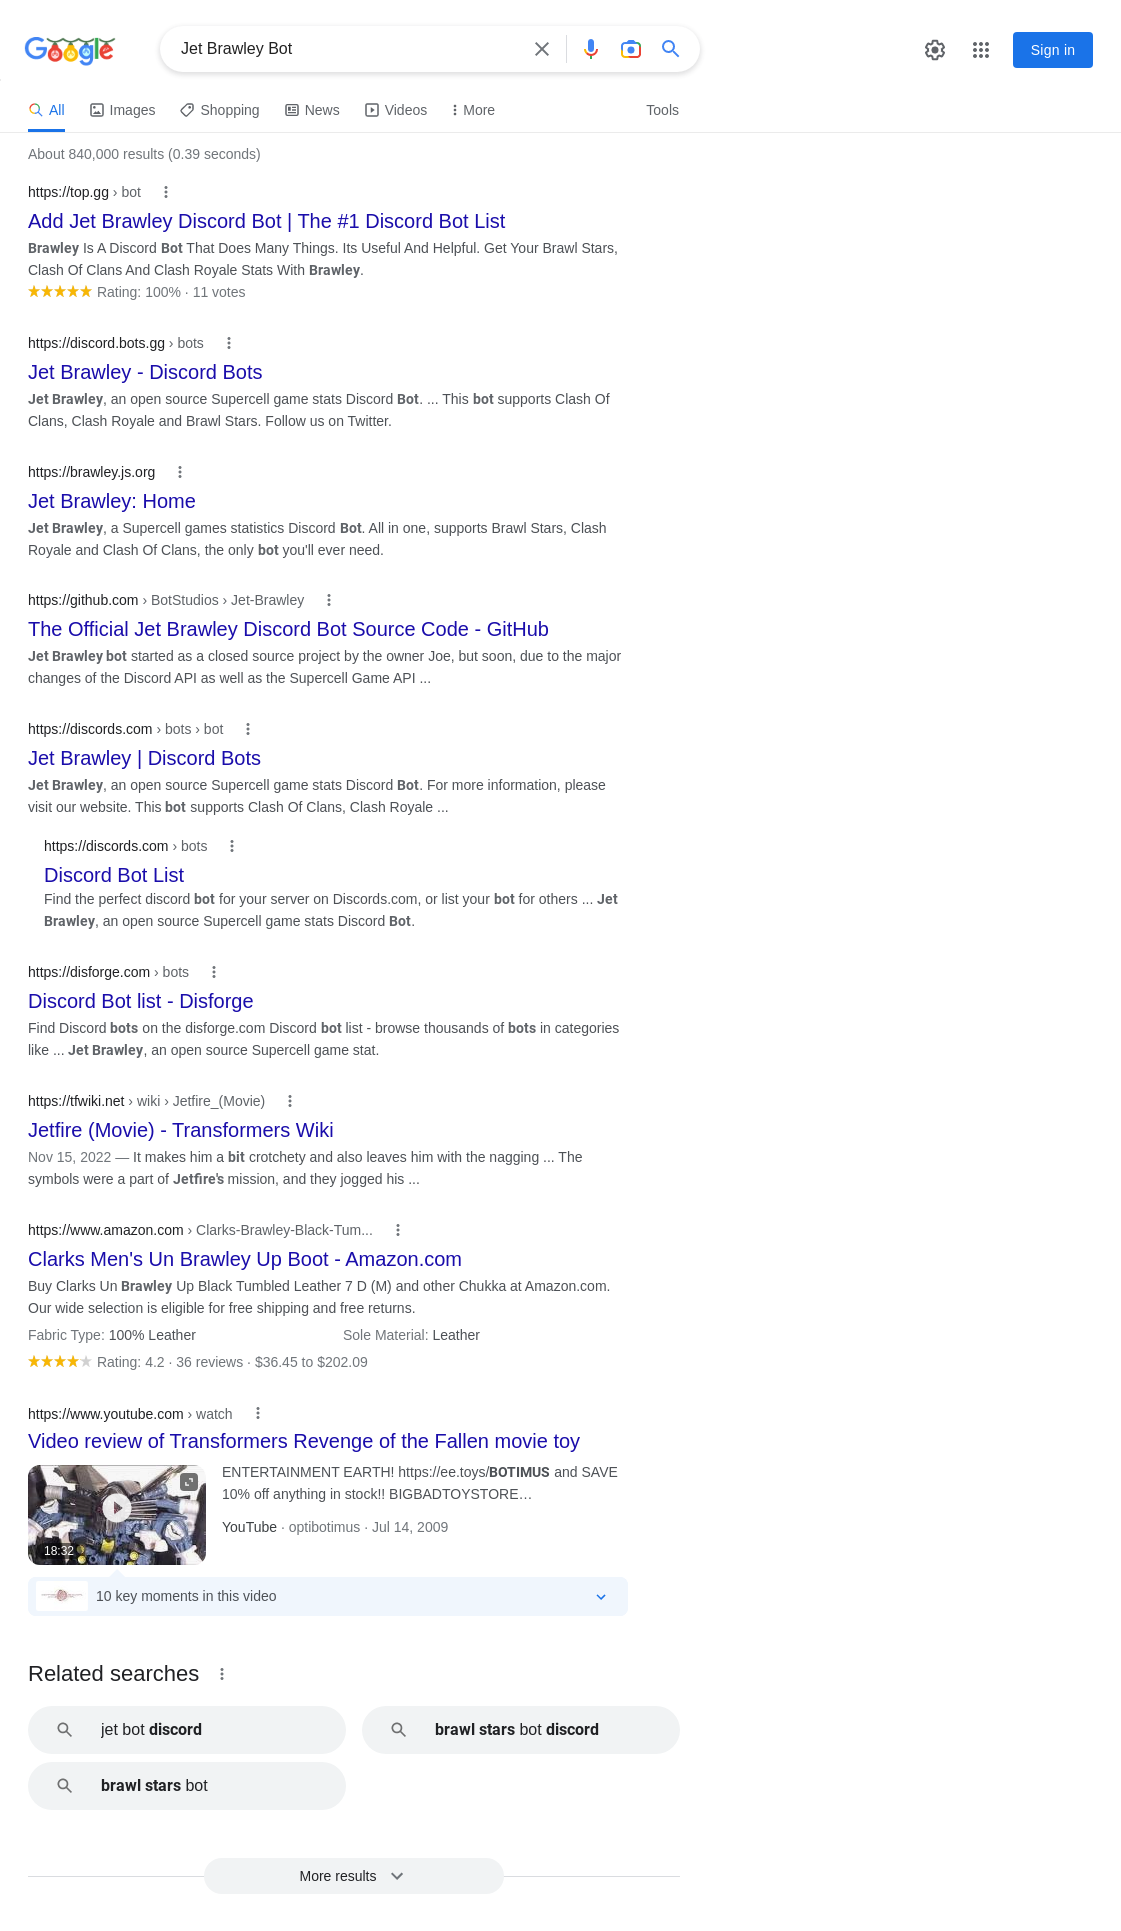 Google
Jet Brawley Bot
Sign in
All
Images
Shopping
News
Videos
More
Tools
About 840,000 results (0.39 seconds)
https://top.gg › bot
Add Jet Brawley Discord Bot | The #1 Discord Bot List
Brawley Is A Discord Bot That Does Many Things. Its Useful And Helpful. Get Your Brawl Stars,
Clash Of Clans And Clash Royale Stats With Brawley.
Rating: 100% · 11 votes
https://discord.bots.gg › bots
Jet Brawley - Discord Bots
Jet Brawley, an open source Supercell game stats Discord Bot. ... This bot supports Clash Of
Clans, Clash Royale and Brawl Stars. Follow us on Twitter.
https://brawley.js.org
Jet Brawley: Home
Jet Brawley, a Supercell games statistics Discord Bot. All in one, supports Brawl Stars, Clash
Royale and Clash Of Clans, the only bot you'll ever need.
https://github.com › BotStudios › Jet-Brawley
The Official Jet Brawley Discord Bot Source Code - GitHub
Jet Brawley bot started as a closed source project by the owner Joe, but soon, due to the major
changes of the Discord API as well as the Supercell Game API ...
https://discords.com › bots › bot
Jet Brawley | Discord Bots
Jet Brawley, an open source Supercell game stats Discord Bot. For more information, please
visit our website. This bot supports Clash Of Clans, Clash Royale ...
https://discords.com › bots
Discord Bot List
Find the perfect discord bot for your server on Discords.com, or list your bot for others ... Jet
Brawley, an open source Supercell game stats Discord Bot.
https://disforge.com › bots
Discord Bot list - Disforge
Find Discord bots on the disforge.com Discord bot list - browse thousands of bots in categories
like ... Jet Brawley, an open source Supercell game stat.
https://tfwiki.net › wiki › Jetfire_(Movie)
Jetfire (Movie) - Transformers Wiki
Nov 15, 2022 — It makes him a bit crotchety and also leaves him with the nagging ... The
symbols were a part of Jetfire's mission, and they jogged his ...
https://www.amazon.com › Clarks-Brawley-Black-Tum...
Clarks Men's Un Brawley Up Boot - Amazon.com
Buy Clarks Un Brawley Up Black Tumbled Leather 7 D (M) and other Chukka at Amazon.com.
Our wide selection is eligible for free shipping and free returns.
Fabric Type: 100% Leather Sole Material: Leather
Rating: 4.2 · 36 reviews · $36.45 to $202.09
https://www.youtube.com › watch
Video review of Transformers Revenge of the Fallen movie toy
ENTERTAINMENT EARTH! https://ee.toys/BOTIMUS and SAVE
10% off anything in stock!! BIGBADTOYSTORE…
YouTube · optibotimus · Jul 14, 2009
18:32
10 key moments in this video
Related searches
jet bot discord
brawl stars bot discord
brawl stars bot
More results